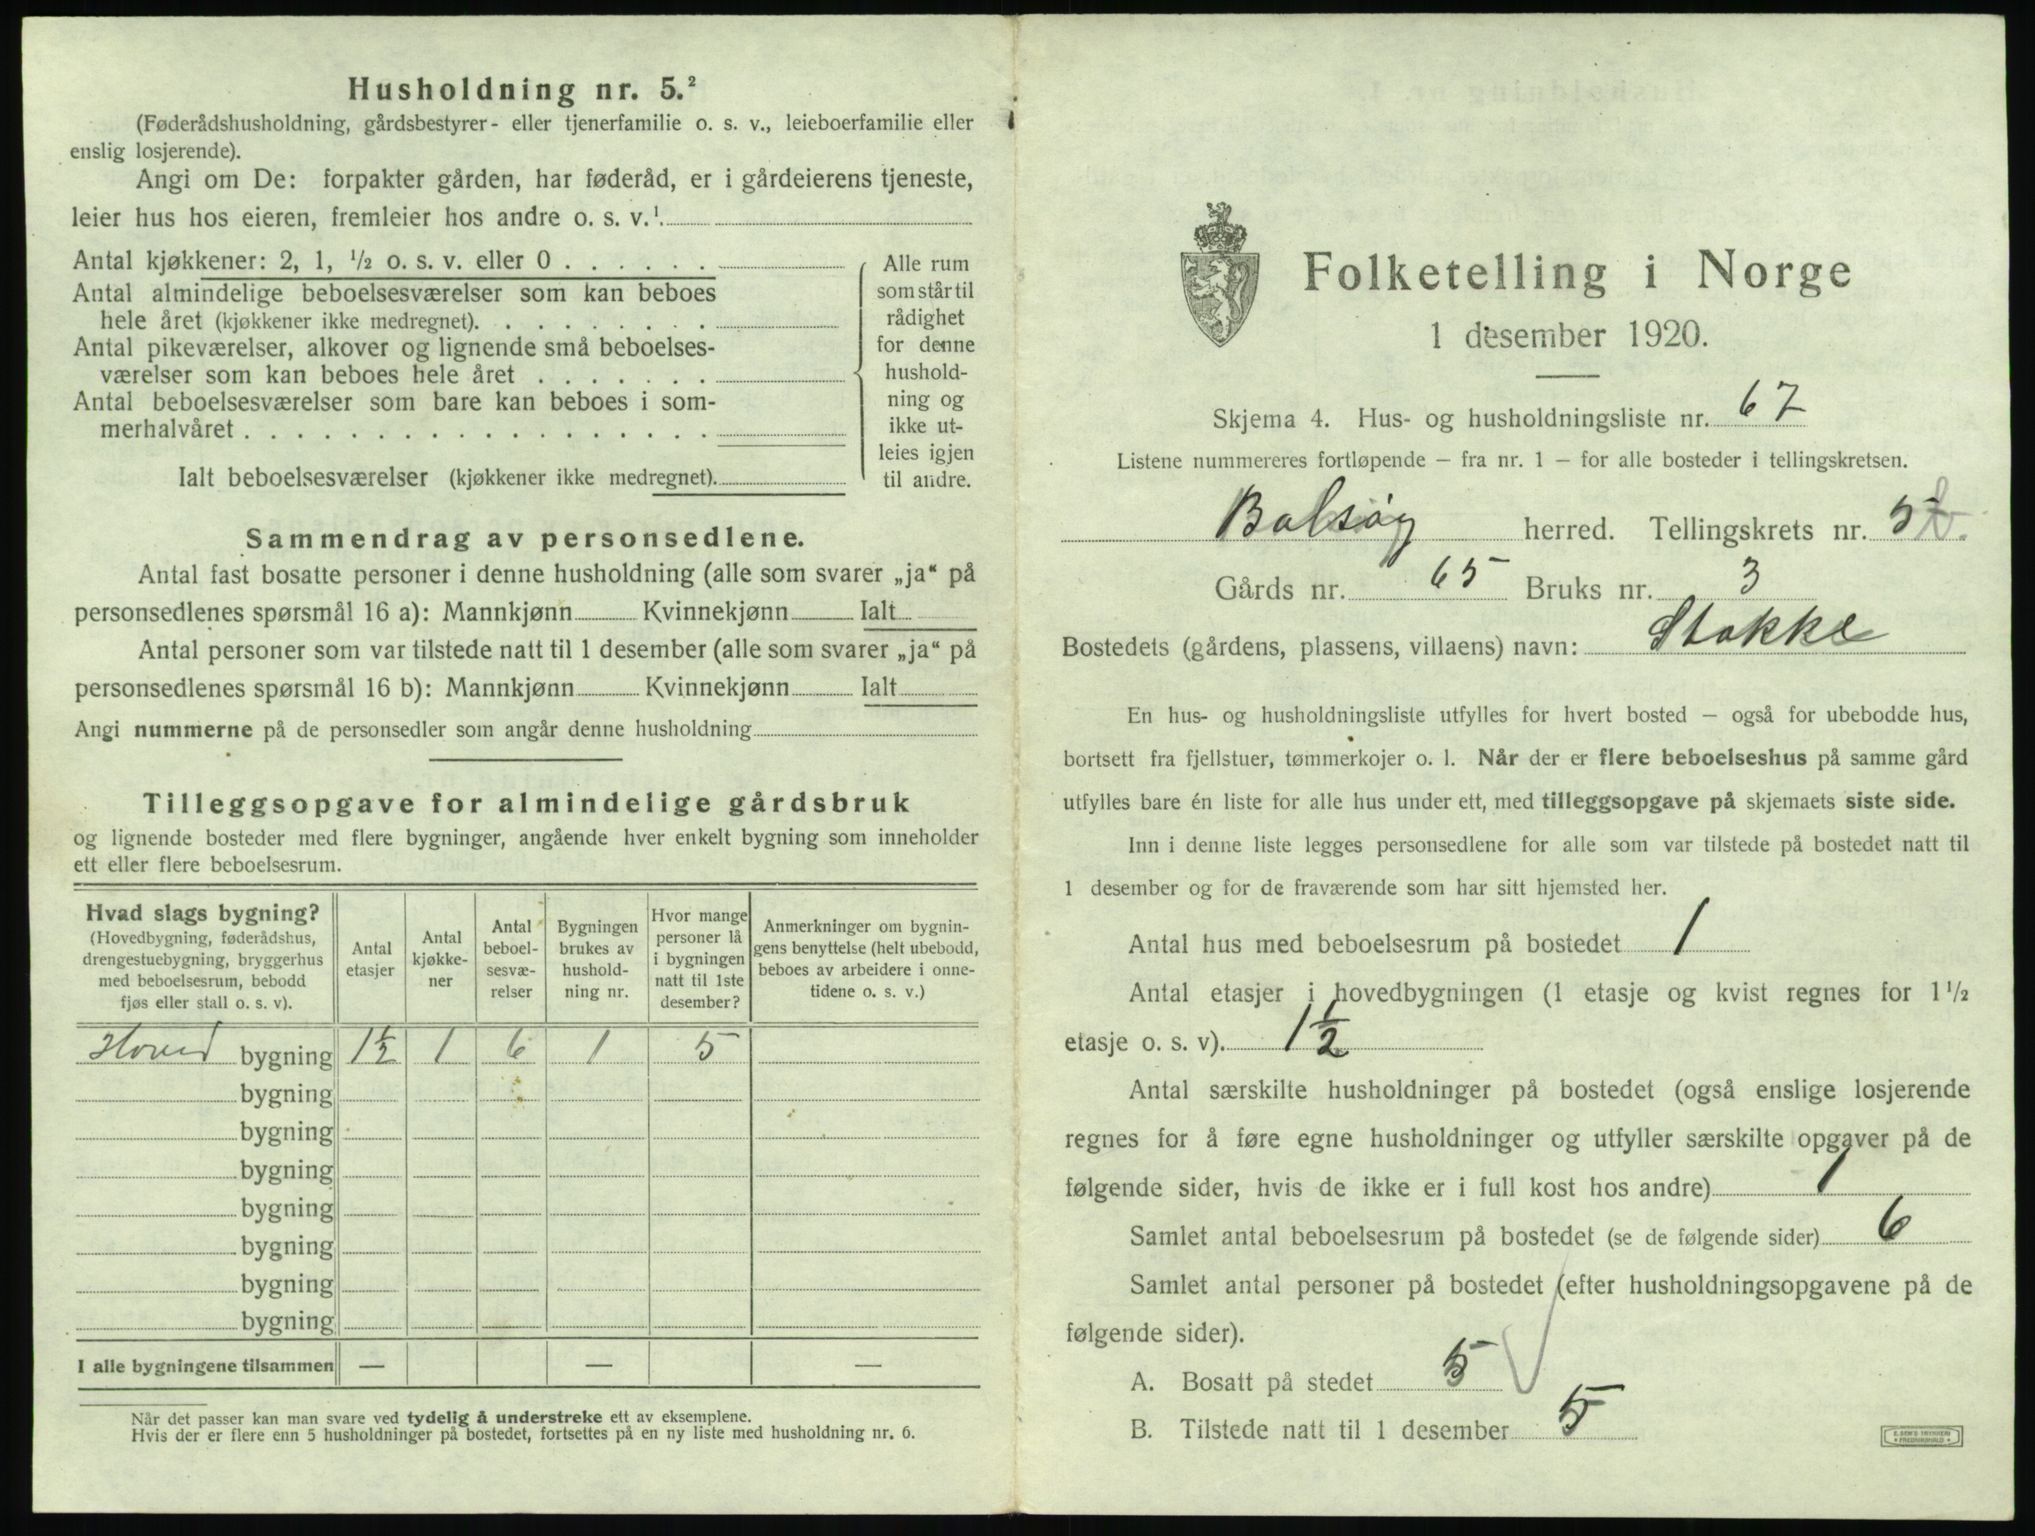 Husholdning nr. 5.²
(Føderådshusholdning, gårdsbestyrer- eller tjenerfamilie o. s. v., leieboerfamilie eller
enslig losjerende).
Angi om De: forpakter gården, har føderåd, er i gårdeierens tjeneste,
leier hus hos eieren, fremleier hos andre o. s. v.¹
Antal kjøkkener: 2, 1, ½ o. s. v. eller 0
Antal almindelige beboelsesværelser som kan beboes
hele året (kjøkkener ikke medregnet).
Antal pikeværelser, alkover og lignende små beboelses-
værelser som kan beboes hele året
Antal beboelsesværelser som bare kan beboes i som-
merhalvåret
Ialt beboelsesværelser (kjøkkener ikke medregnet).
Alle rum
som står til
rådighet
for denne
hushold-
ning og
ikke ut-
leies igjen
til andre.
Sammendrag av personsedlene.
Antal fast bosatte personer i denne husholdning (alle som svarer „ja“ på
personsedlenes spørsmål 16 a): Mannkjønn Kvinnekjønn Ialt
Antal personer som var tilstede natt til 1 desember (alle som svarer „ja“ på
personsedlenes spørsmål 16 b): Mannkjønn Kvinnekjønn Ialt
Angi nummerne på de personsedler som angår denne husholdning
Tilleggsopgave for almindelige gårdsbruk
og lignende bosteder med flere bygninger, angående hver enkelt bygning som inneholder
ett eller flere beboelsesrum.
Hvad slags bygning?
(Hovedbygning, føderådshus,
drengestuebygning, bryggerhus
med beboelsesrum, bebodd
fjøs eller stall o. s. v).
Antal
etasjer
Antal
kjøkke-
ner
Antal
beboel-
sesvæ-
relser
Bygningen
brukes av
hushold-
ning nr.
Hvor mange
personer lå
i bygningen
natt til 1ste
desember?
Anmerkninger om bygnin-
gens benyttelse (helt ubebodd,
beboes av arbeidere i onne-
tidene o. s. v.)
Hoved bygning 1½ 1 6 1 5
bygning
bygning
bygning
bygning
bygning
bygning
bygning
I alle bygningene tilsammen — — —
Når det passer kan man svare ved tydelig å understreke ett av eksemplene.
Hvis der er flere enn 5 husholdninger på bostedet, fortsettes på en ny liste med husholdning nr. 6.
Folketelling i Norge
1 desember 1920.
Skjema 4. Hus- og husholdningsliste nr. 67
Listene nummereres fortløpende – fra nr. 1 – for alle bosteder i tellingskretsen.
Bolsøy herred. Tellingskrets nr. 5
Gårds nr. 65 Bruks nr. 3
Bostedets (gårdens, plassens, villaens) navn: Stokke
En hus- og husholdningsliste utfylles for hvert bosted – også for ubebodde hus,
bortsett fra fjellstuer, tømmerkojer o. l. Når der er flere beboelseshus på samme gård
utfylles bare én liste for alle hus under ett, med tilleggsopgave på skjemaets siste side.
Inn i denne liste legges personsedlene for alle som var tilstede på bostedet natt til
1 desember og for de fraværende som har sitt hjemsted her.
Antal hus med beboelsesrum på bostedet 1
Antal etasjer i hovedbygningen (1 etasje og kvist regnes for 1½
etasje o. s. v). 1½
Antal særskilte husholdninger på bostedet (også enslige losjerende
regnes for å føre egne husholdninger og utfyller særskilte opgaver på de
følgende sider, hvis de ikke er i full kost hos andre) 1
Samlet antal beboelsesrum på bostedet (se de følgende sider) 6
Samlet antal personer på bostedet (efter husholdningsopgavene på de
følgende sider).
A. Bosatt på stedet 5
B. Tilstede natt til 1 desember 5